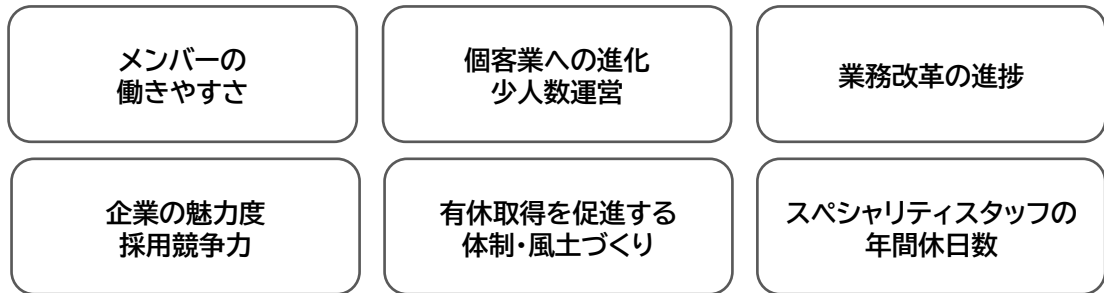 メンバーの
働きやすさ
個客業への進化
少人数運営
業務改革の進捗
企業の魅力度
採用競争力
有休取得を促進する
体制・風土づくり
スペシャリティスタッフの
年間休日数